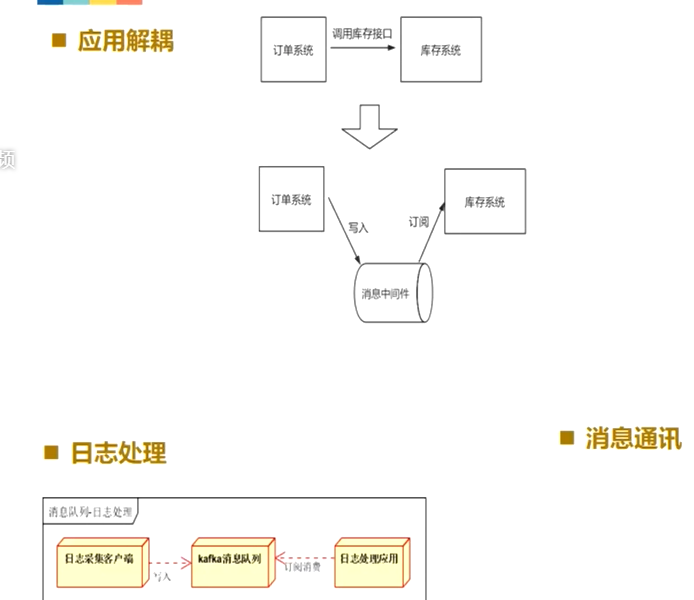 应用解耦
订单系统
调用库存接口
库存系统
频
订单系统
写入
订阅
库存系统
消息中间件
日志处理
消息通讯
消息队列-日志处理
日志采集客户端
写入
kafka消息队列
订阅消费
日志处理应用